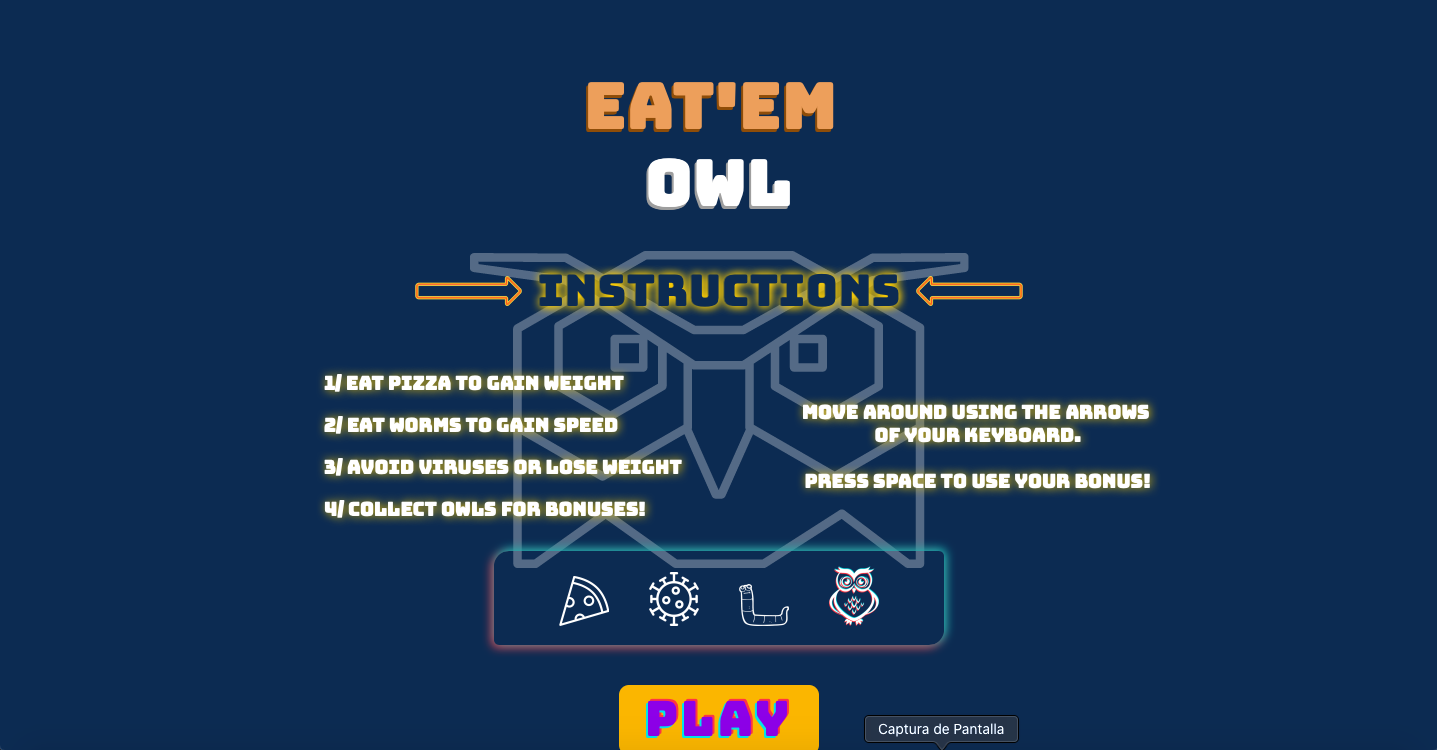 EAT'EM
OWL
INSTRUCTIONS
1/ EAT PIZZA TO GAIN WEIGHT
2/ EAT WORMS TO GAIN SPEED
3/ AVOID VIRUSES OR LOSE WEIGHT
4/ COLLECT OWLS FOR BONUSES!
MOVE AROUND USING THE ARROWS
OF YOUR KEYBOARD.
PRESS SPACE TO USE YOUR BONUS!
PLAY
Captura de Pantalla